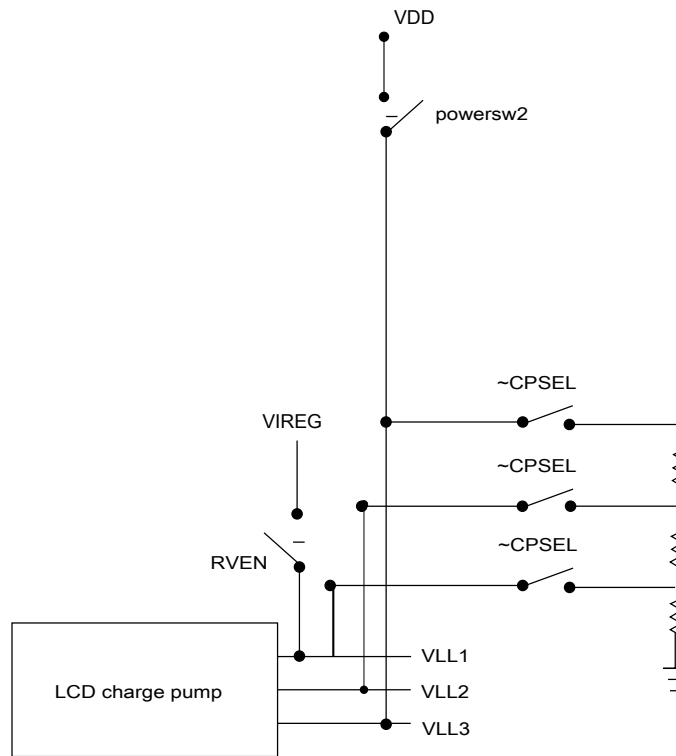 VDD
powersw2
~CPSEL
VIREG
~CPSEL
~CPSEL
RVEN
VLL1
LCD charge pump
VLL2
VLL3